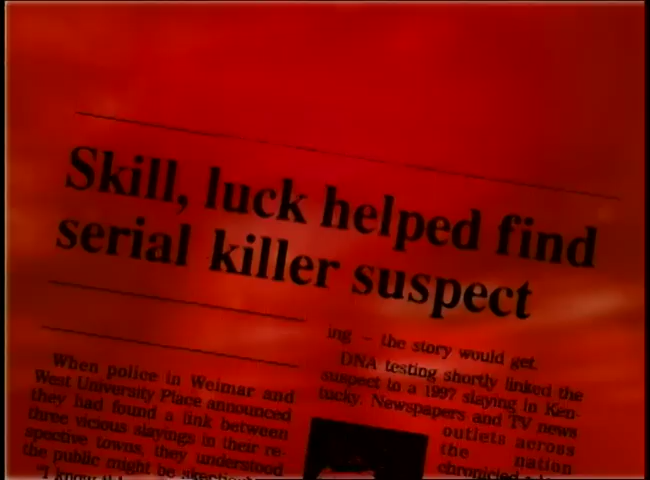 Skill, luck helped find
serial killer suspect
When police in Weimar and
West University Place announced
they had found a link between
three vicious slayings in their re-
spective towns, they understood
the public might be skeptical
"I know
ing – the story would get.
DNA testing shortly linked the
suspect to a 1997 slaying in Ken-
tucky. Newspapers and TV news
outlets across
the nation
chronicled